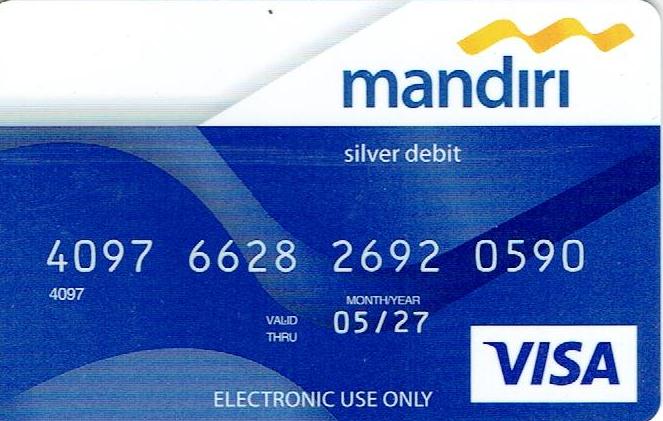 mandiri
silver debit
4097 6628 2692 0590
4097
MONTH/YEAR
VALID THRU 05/27
VISA
ELECTRONIC USE ONLY